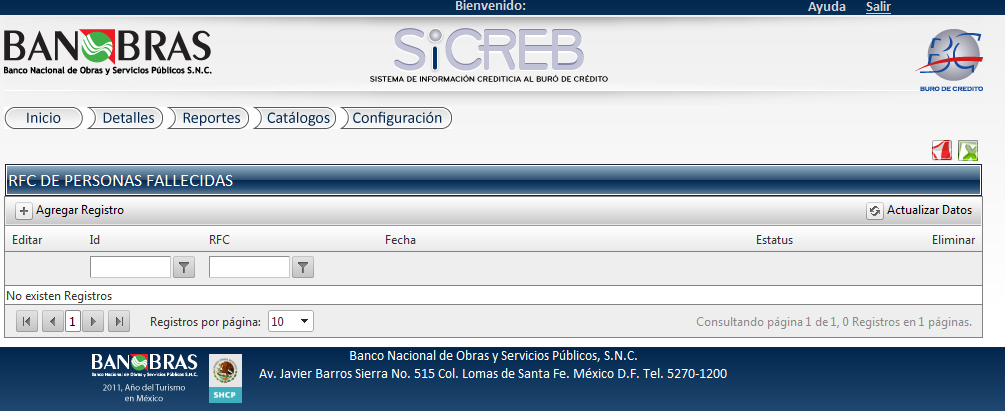 Bienvenido:
Ayuda Salir
BANOBRAS
Banco Nacional de Obras y Servicios Públicos S.N.C.
SiCREB
SISTEMA DE INFORMACIÓN CREDITICIA AL BURÓ DE CRÉDITO
BURO DE CREDITO
Inicio Detalles Reportes Catálogos Configuración
RFC DE PERSONAS FALLECIDAS
+ Agregar Registro Actualizar Datos
Editar Id RFC Fecha Estatus Eliminar
No existen Registros
1 Registros por página: 10 Consultando página 1 de 1, 0 Registros en 1 páginas.
BANOBRAS
Banco Nacional de Obras y Servicios Públicos S.N.C.
2011, Año del Turismo
en México
SHCP
Banco Nacional de Obras y Servicios Públicos, S.N.C.
Av. Javier Barros Sierra No. 515 Col. Lomas de Santa Fe. México D.F. Tel. 5270-1200